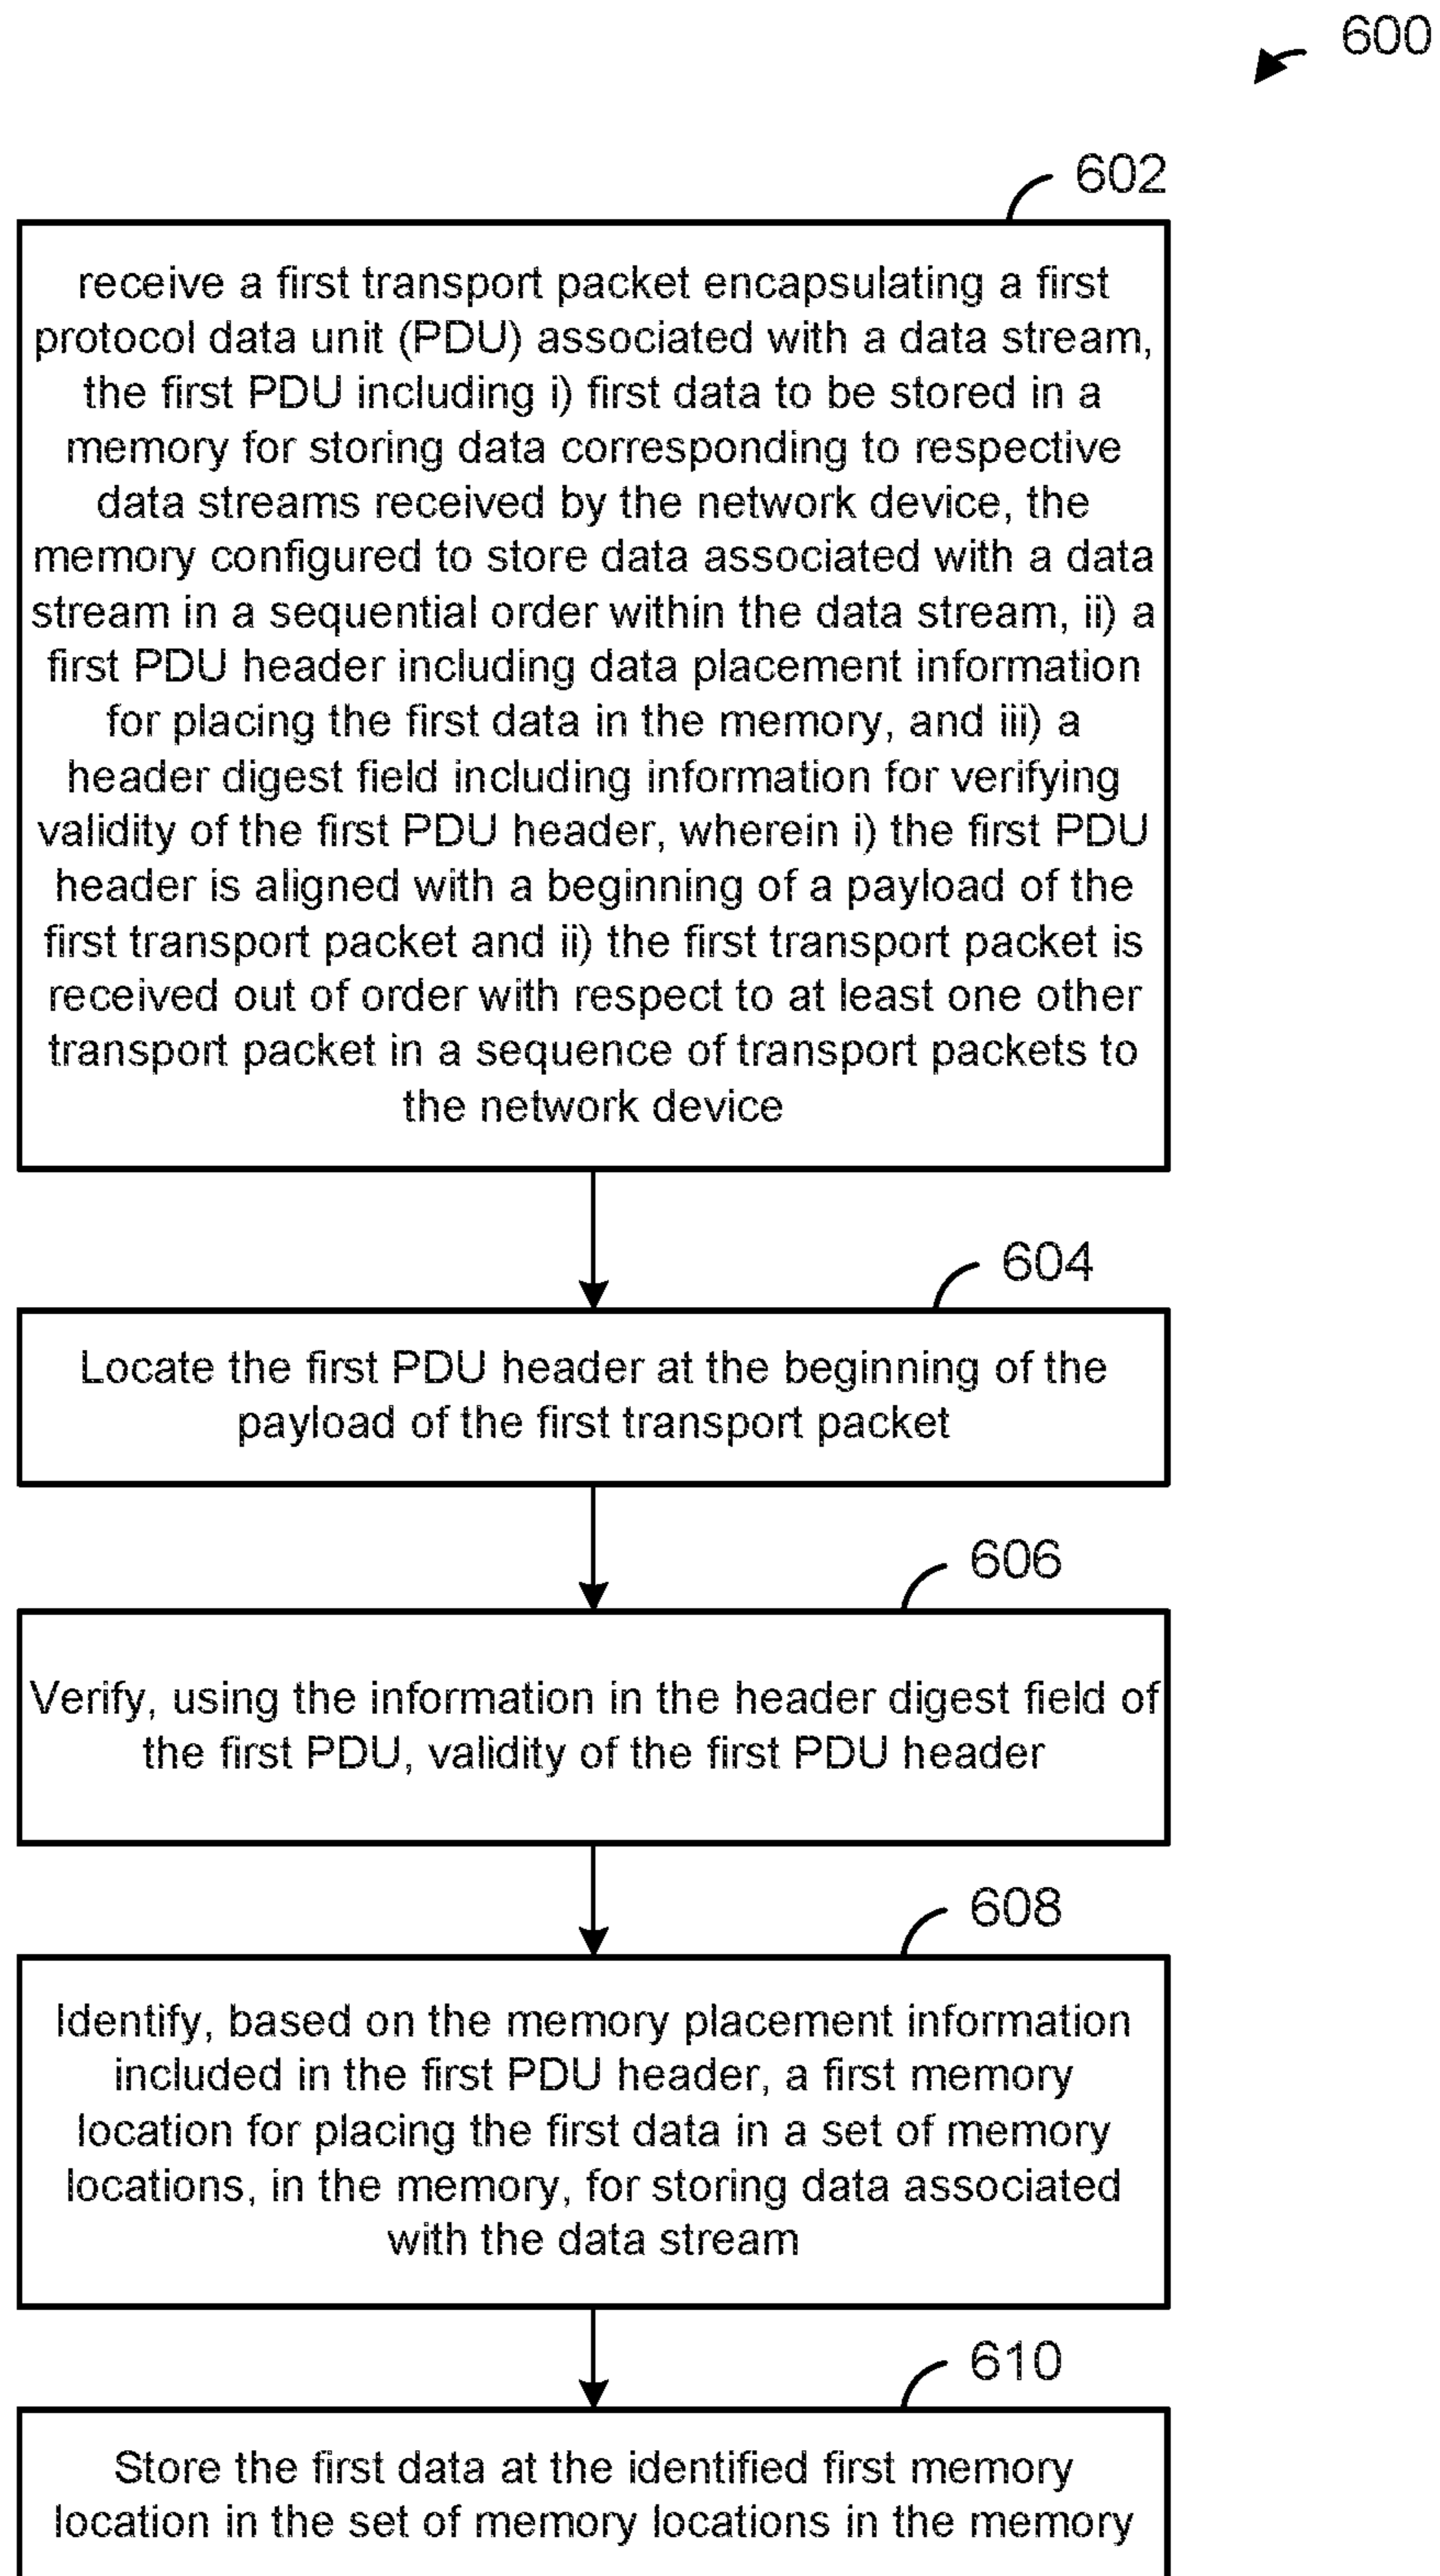 600
602
receive a first transport packet encapsulating a first
protocol data unit (PDU) associated with a data stream,
the first PDU including i) first data to be stored in a
memory for storing data corresponding to respective
data streams received by the network device, the
memory configured to store data associated with a data
stream in a sequential order within the data stream, ii) a
first PDU header including data placement information
for placing the first data in the memory, and iii) a
header digest field including information for verifying
validity of the first PDU header, wherein i) the first PDU
header is aligned with a beginning of a payload of the
first transport packet and ii) the first transport packet is
received out of order with respect to at least one other
transport packet in a sequence of transport packets to
the network device
604
Locate the first PDU header at the beginning of the
payload of the first transport packet
606
Verify, using the information in the header digest field of
the first PDU, validity of the first PDU header
608
Identify, based on the memory placement information
included in the first PDU header, a first memory
location for placing the first data in a set of memory
locations, in the memory, for storing data associated
with the data stream
610
Store the first data at the identified first memory
location in the set of memory locations in the memory